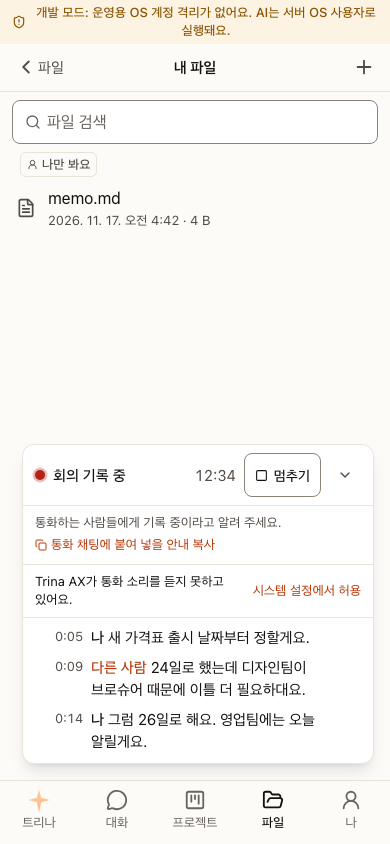 개발 모드: 운영용 OS 계정 격리가 없어요. AI는 서버 OS 사용자로
실행돼요.
파일
내 파일
파일 검색
나만 봐요
memo.md
2026. 11. 17. 오전 4:42 · 4 B
회의 기록 중
12:34
멈추기
통화하는 사람들에게 기록 중이라고 알려 주세요.
통화 채팅에 붙여 넣을 안내 복사
Trina AX가 통화 소리를 듣지 못하고
있어요.
시스템 설정에서 허용
0:05 나 새 가격표 출시 날짜부터 정할게요.
0:09 다른 사람 24일로 했는데 디자인팀이
브로슈어 때문에 이틀 더 필요하대요.
0:14 나 그럼 26일로 해요. 영업팀에는 오늘
알릴게요.
트리나
대화
프로젝트
파일
나